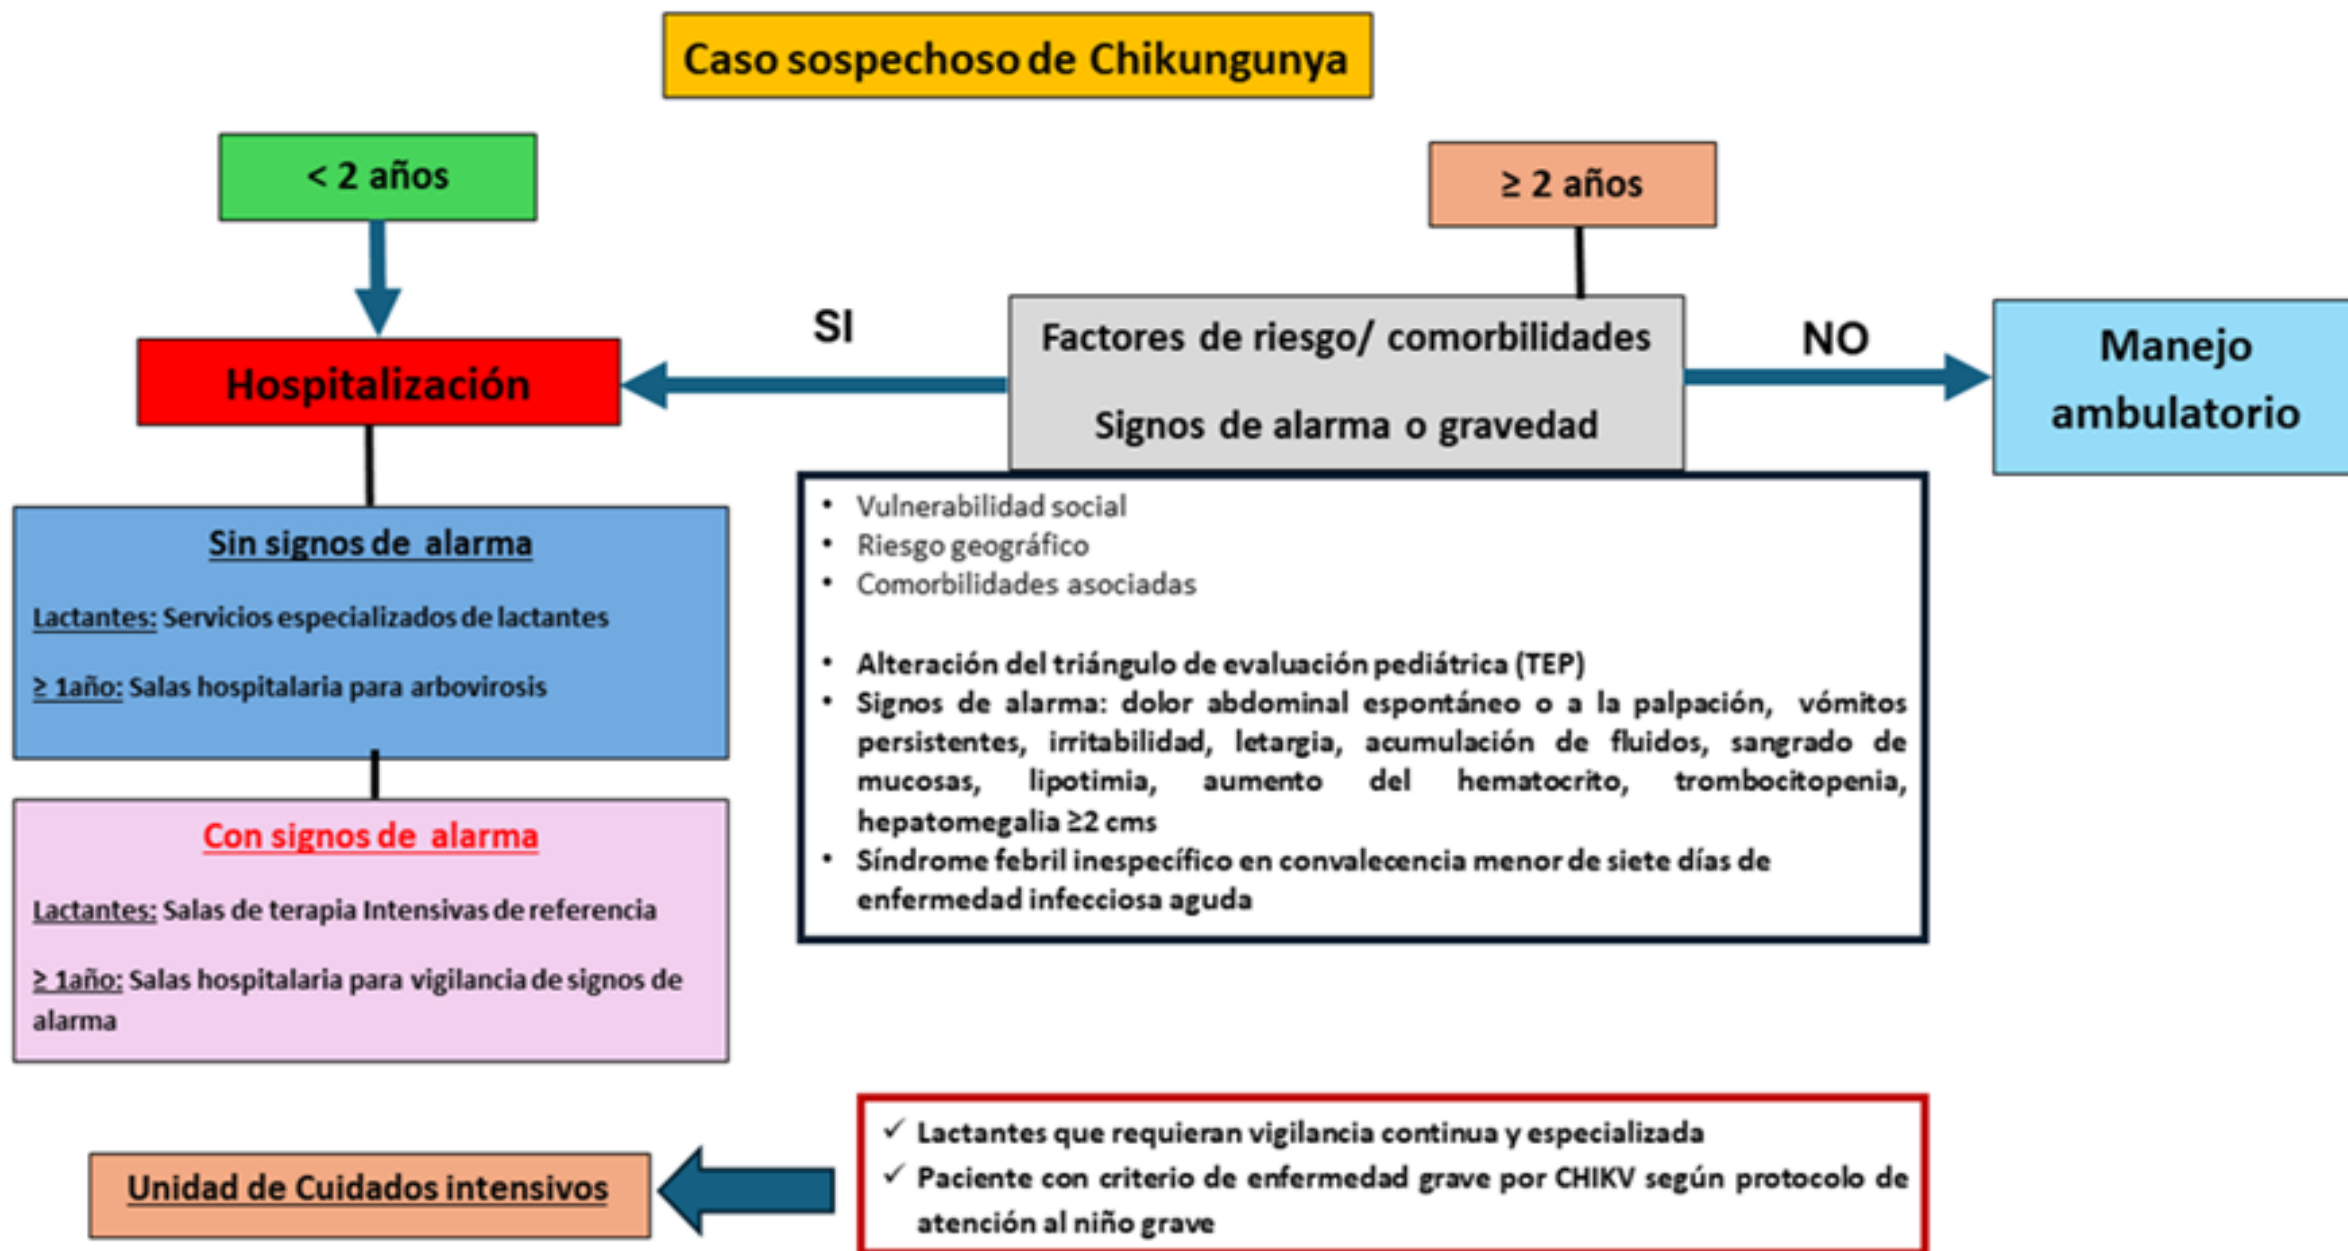 Caso sospechoso de Chikungunya
< 2 años
≥ 2 años
SI
NO
Factores de riesgo/ comorbilidades
Signos de alarma o gravedad
Manejo
ambulatorio
Hospitalización
Sin signos de alarma
Lactantes: Servicios especializados de lactantes
≥ 1año: Salas hospitalaria para arbovirosis
Con signos de alarma
Lactantes: Salas de terapia Intensivas de referencia
≥ 1año: Salas hospitalaria para vigilancia de signos de
alarma
• Vulnerabilidad social
• Riesgo geográfico
• Comorbilidades asociadas
• Alteración del triángulo de evaluación pediátrica (TEP)
• Signos de alarma: dolor abdominal espontáneo o a la palpación, vómitos
persistentes, irritabilidad, letargia, acumulación de fluidos, sangrado de
mucosas, lipotimia, aumento del hematocrito, trombocitopenia,
hepatomegalia ≥2 cms
• Síndrome febril inespecífico en convalecencia menor de siete días de
enfermedad infecciosa aguda
Unidad de Cuidados intensivos
✓ Lactantes que requieran vigilancia continua y especializada
✓ Paciente con criterio de enfermedad grave por CHIKV según protocolo de
atención al niño grave